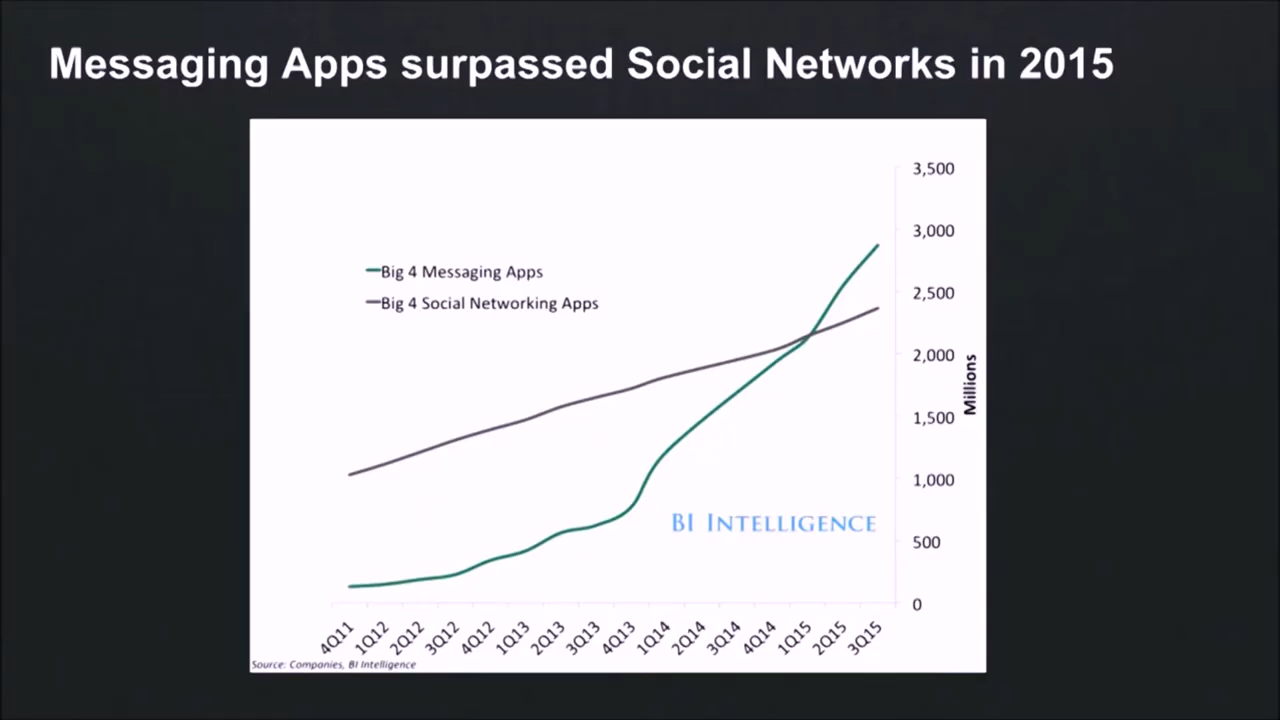 Messaging Apps surpassed Social Networks in 2015
3,500
3,000
2,500
2,000
1,500
1,000
500
0
Millions
Big 4 Messaging Apps
Big 4 Social Networking Apps
BI INTELLIGENCE
4Q11
1Q12
2Q12
3Q12
4Q12
1Q13
2Q13
3Q13
4Q13
1Q14
2Q14
3Q14
4Q14
1Q15
2Q15
3Q15
Source: Companies, BI Intelligence